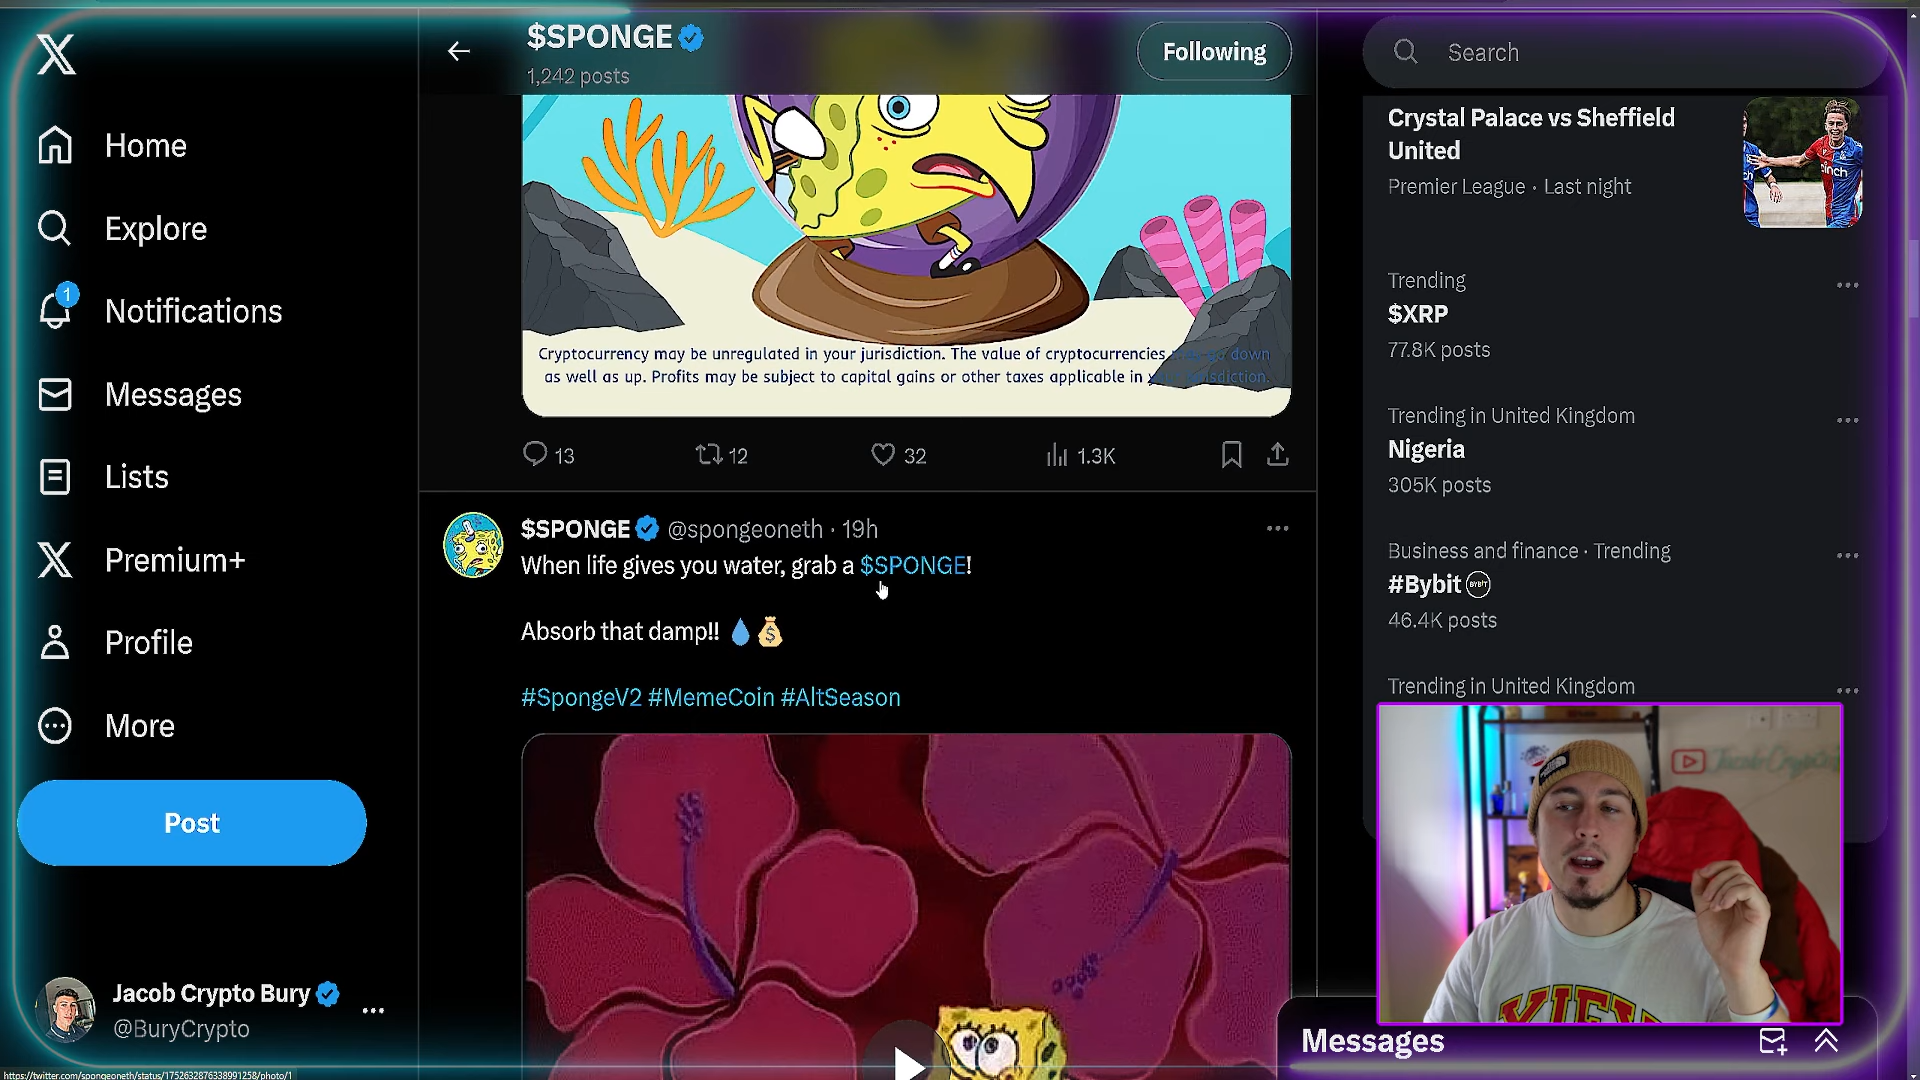 Home
Explore
1
Notifications
Messages
Lists
Premium+
Profile
More
Post
Jacob Crypto Bury
@BuryCrypto
https://twitter.com/spongeoneth/status/1752632876338991258/photo/1
$SPONGE
1,242 posts
Following
Cryptocurrency may be unregulated in your jurisdiction. The value of cryptocurrencies may go down
as well as up. Profits may be subject to capital gains or other taxes applicable in your jurisdiction.
13 12 32 1.3K
$SPONGE @spongeoneth · 19h
When life gives you water, grab a $SPONGE!
Absorb that damp!!
#SpongeV2 #MemeCoin #AltSeason
Search
Crystal Palace vs Sheffield
United
Premier League · Last night
Trending
$XRP
77.8K posts
Trending in United Kingdom
Nigeria
305K posts
Business and finance · Trending
#Bybit
46.4K posts
Trending in United Kingdom
Messages